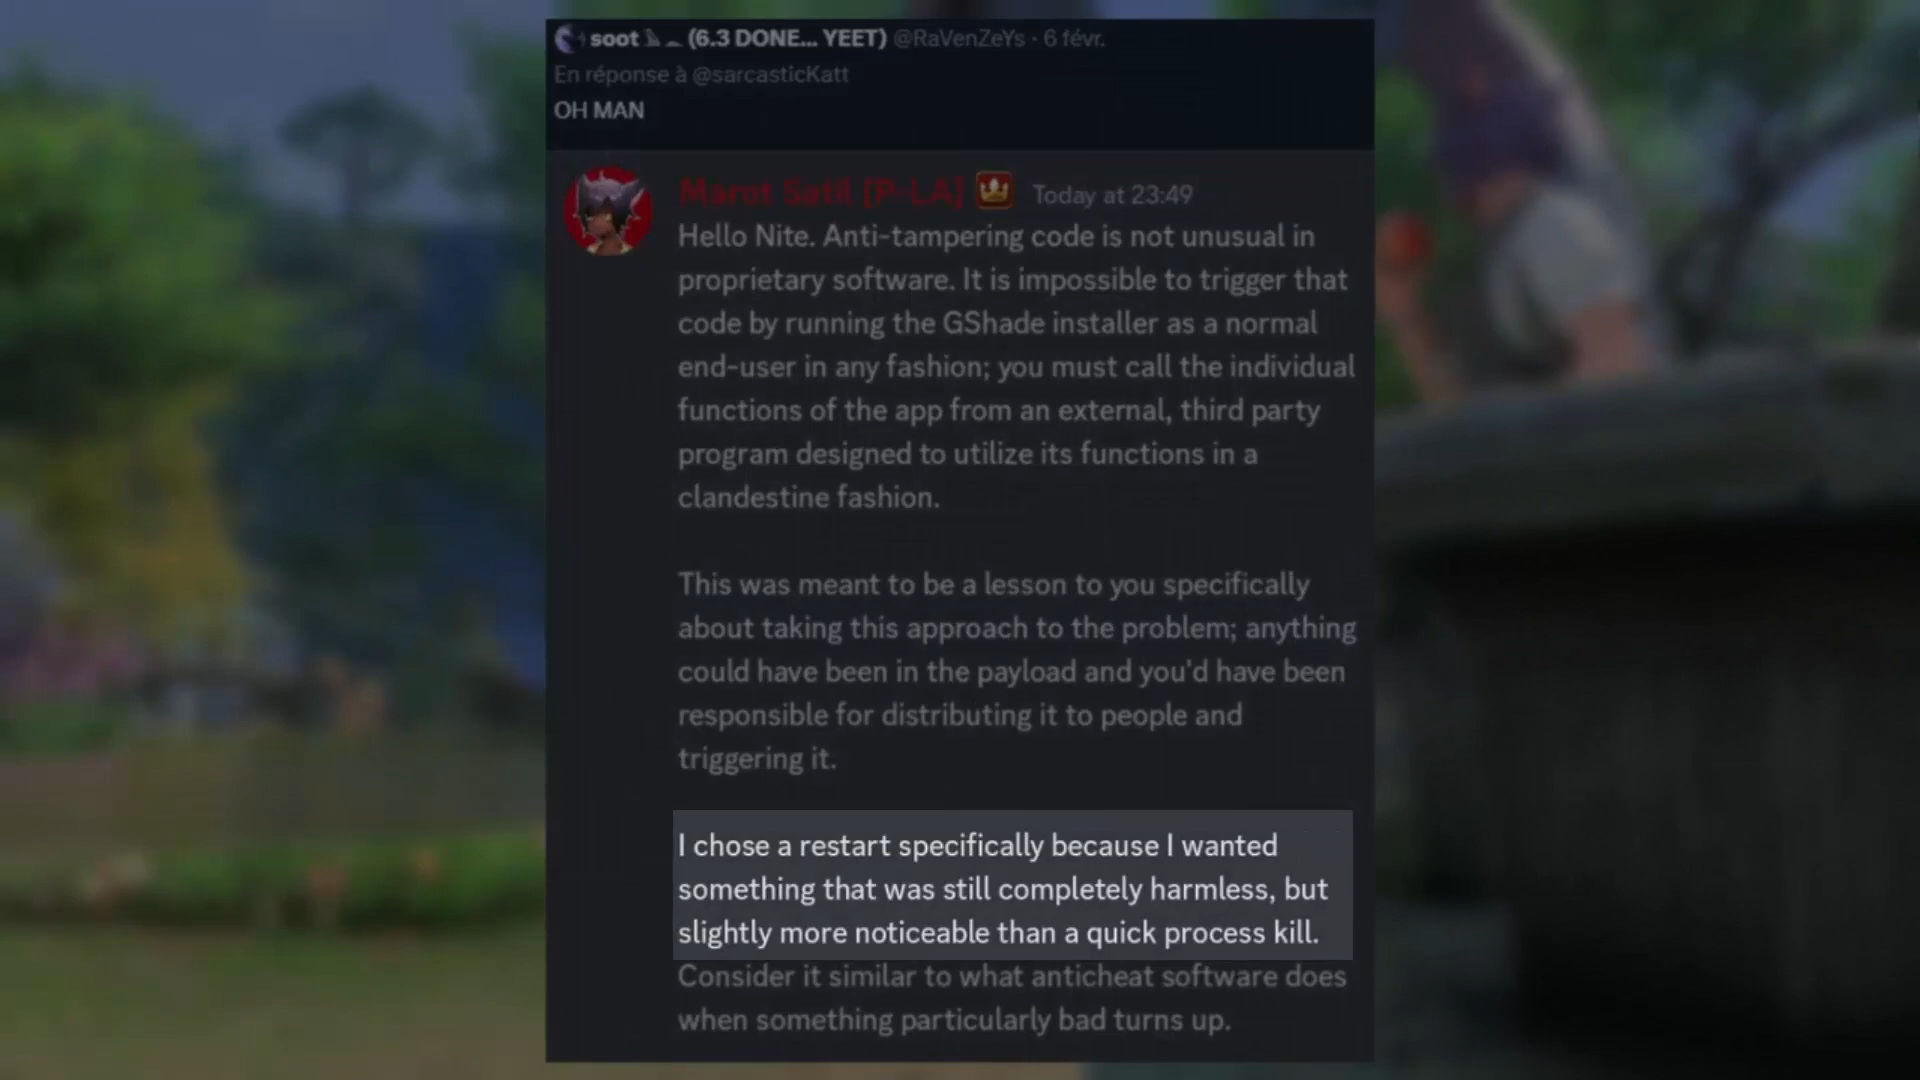 soot (6.3 DONE... YEET) @RaVenZeYs · 6 févr.
En réponse à @sarcasticKatt
OH MAN
Marot Satil [P-LA] Today at 23:49
Hello Nite. Anti-tampering code is not unusual in
proprietary software. It is impossible to trigger that
code by running the GShade installer as a normal
end-user in any fashion; you must call the individual
functions of the app from an external, third party
program designed to utilize its functions in a
clandestine fashion.
This was meant to be a lesson to you specifically
about taking this approach to the problem; anything
could have been in the payload and you'd have been
responsible for distributing it to people and
triggering it.
I chose a restart specifically because I wanted
something that was still completely harmless, but
slightly more noticeable than a quick process kill.
Consider it similar to what anticheat software does
when something particularly bad turns up.